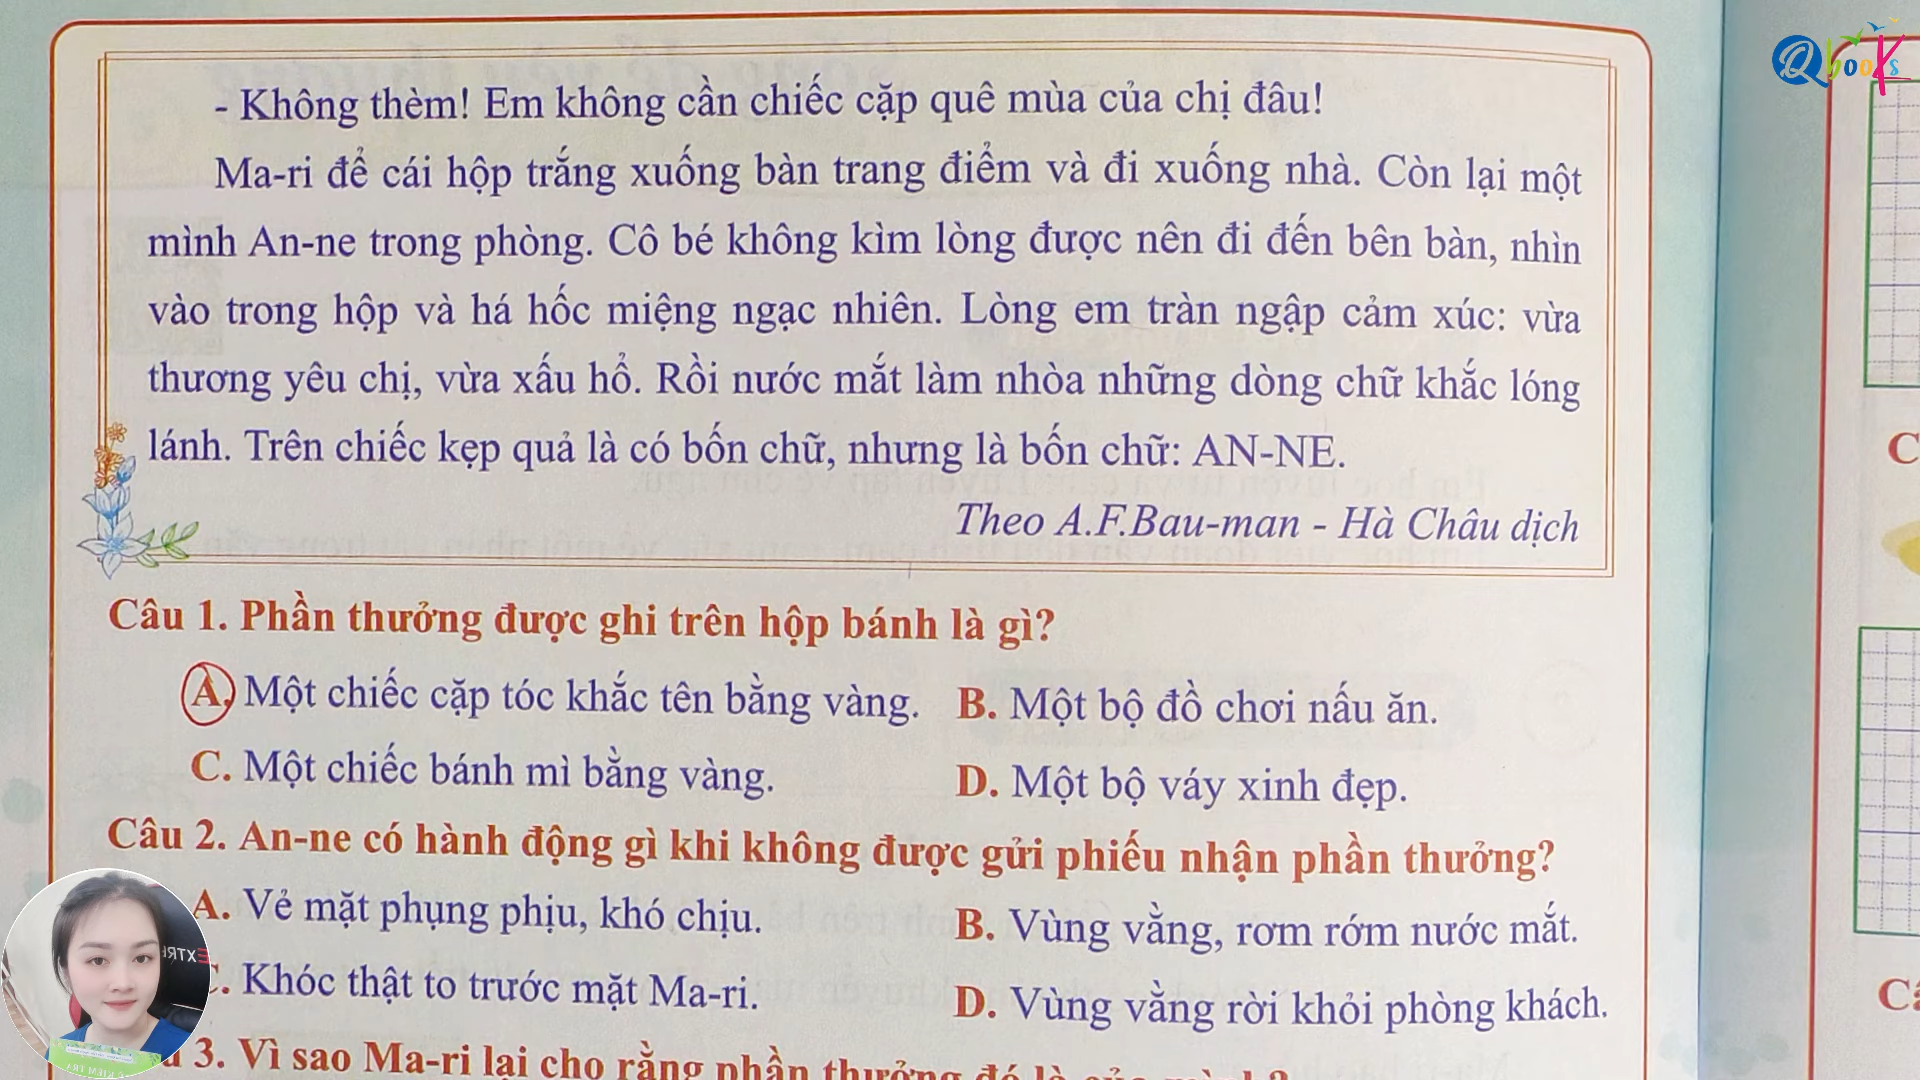 Qbooks
- Không thèm! Em không cần chiếc cặp quê mùa của chị đâu!
Ma-ri để cái hộp trắng xuống bàn trang điểm và đi xuống nhà. Còn lại một
mình An-ne trong phòng. Cô bé không kìm lòng được nên đi đến bên bàn, nhìn
vào trong hộp và há hốc miệng ngạc nhiên. Lòng em tràn ngập cảm xúc: vừa
thương yêu chị, vừa xấu hổ. Rồi nước mắt làm nhòa những dòng chữ khắc lóng
lánh. Trên chiếc kẹp quả là có bốn chữ, nhưng là bốn chữ: AN-NE.
Theo A.F.Bau-man - Hà Châu dịch
Câu 1. Phần thưởng được ghi trên hộp bánh là gì?
A. Một chiếc cặp tóc khắc tên bằng vàng. B. Một bộ đồ chơi nấu ăn.
C. Một chiếc bánh mì bằng vàng. D. Một bộ váy xinh đẹp.
Câu 2. An-ne có hành động gì khi không được gửi phiếu nhận phần thưởng?
A. Vẻ mặt phụng phịu, khó chịu. B. Vùng vằng, rơm rớm nước mắt.
C. Khóc thật to trước mặt Ma-ri. D. Vùng vằng rời khỏi phòng khách.
3. Vì sao Ma-ri lại cho rằng phần thưởng đó là của